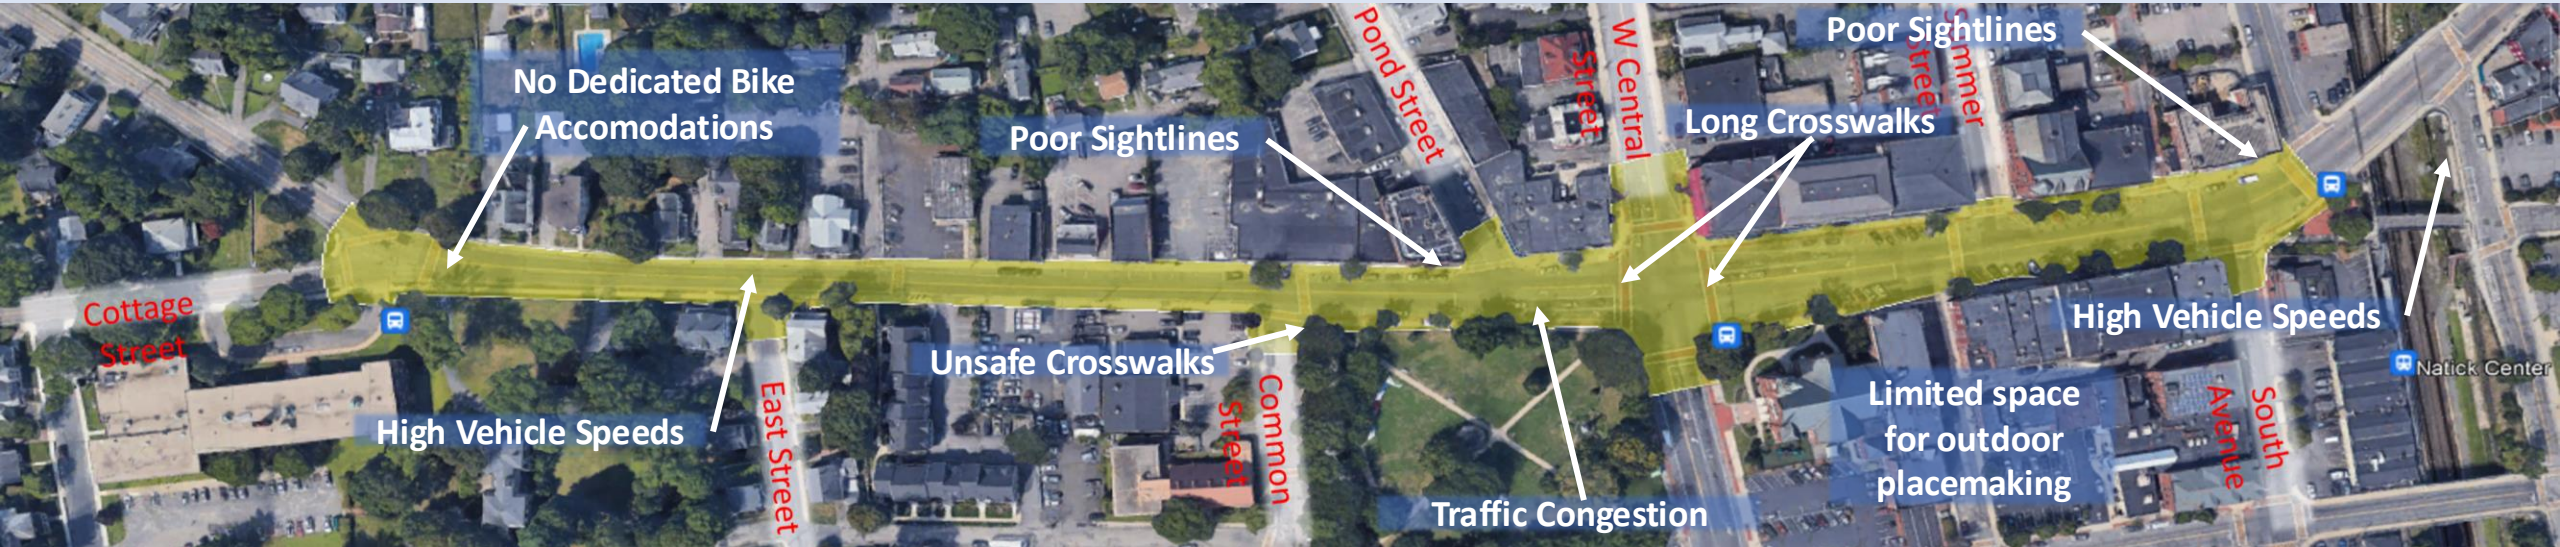 Poor Sightlines
Pond Street
W Central
Street
Summer
Street
No Dedicated Bike
Accomodations
Poor Sightlines
Long Crosswalks
Cottage
Street
High Vehicle Speeds
East Street
Unsafe Crosswalks
Common
Street
Traffic Congestion
Limited space
for outdoor
placemaking
High Vehicle Speeds
South
Avenue
Natick Center